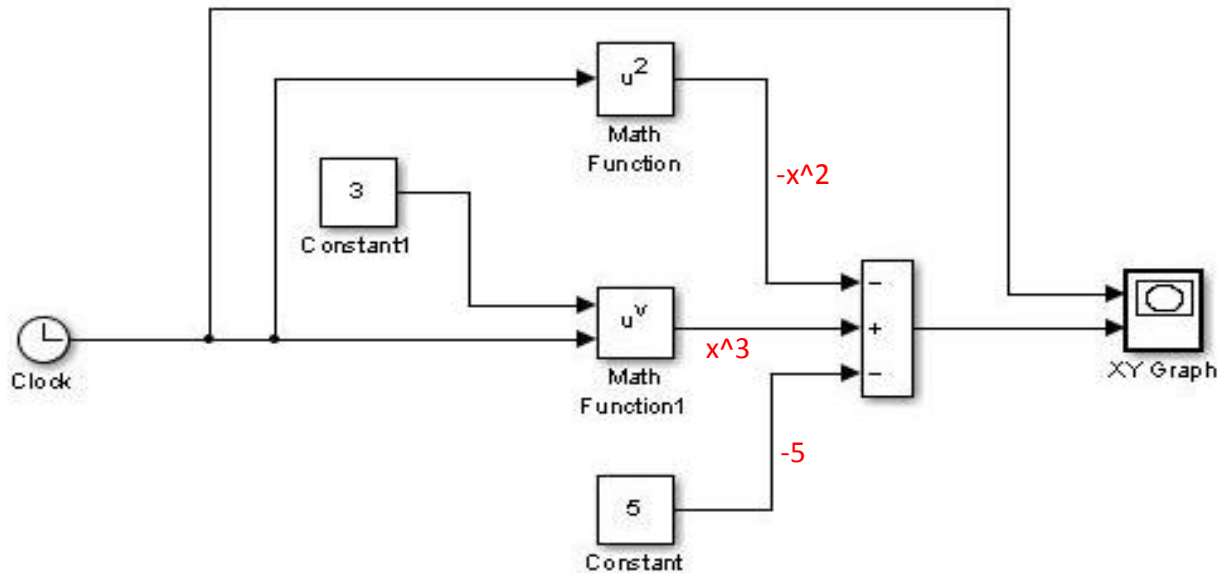 u^2
Math
Function
-x^2
3
Constant1
−
u^v
+
x^3
−
Clock
Math
Function1
XY Graph
-5
5
Constant